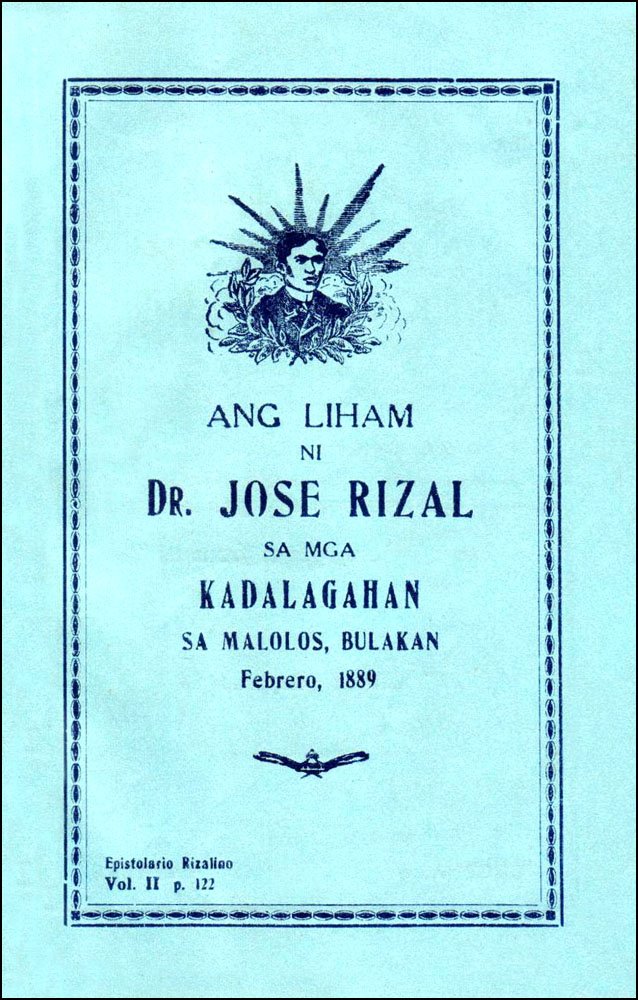 ANG LIHAM
NI
DR. JOSE RIZAL
SA MGA
KADALAGAHAN
SA MALOLOS, BULAKAN
Febrero, 1889
Epistolario Rizalino
Vol. II p. 122